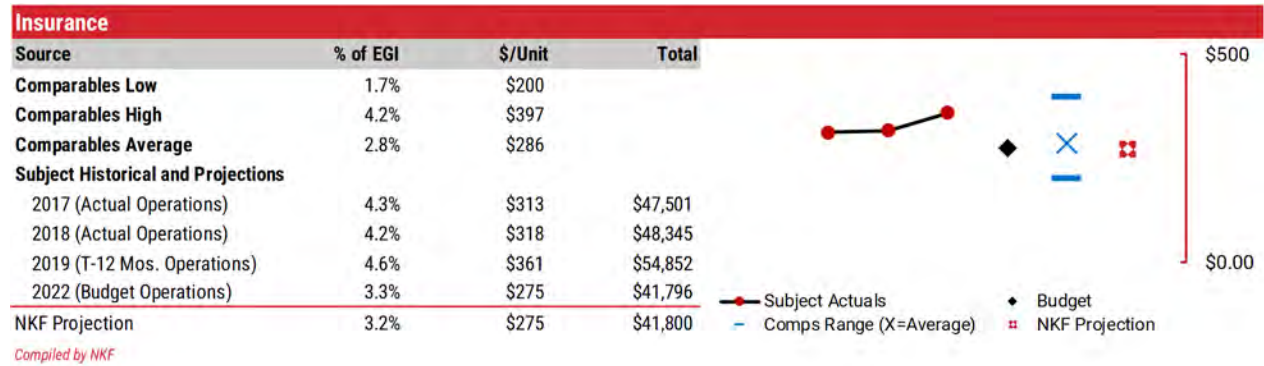 Insurance
Source % of EGI $/Unit Total
Comparables Low 1.7% $200
Comparables High 4.2% $397
Comparables Average 2.8% $286
Subject Historical and Projections
2017 (Actual Operations) 4.3% $313 $47,501
2018 (Actual Operations) 4.2% $318 $48,345
2019 (T-12 Mos. Operations) 4.6% $361 $54,852
2022 (Budget Operations) 3.3% $275 $41,796
NKF Projection 3.2% $275 $41,800
Compiled by NKF
$500
$0.00
Subject Actuals Budget
Comps Range (X=Average) NKF Projection